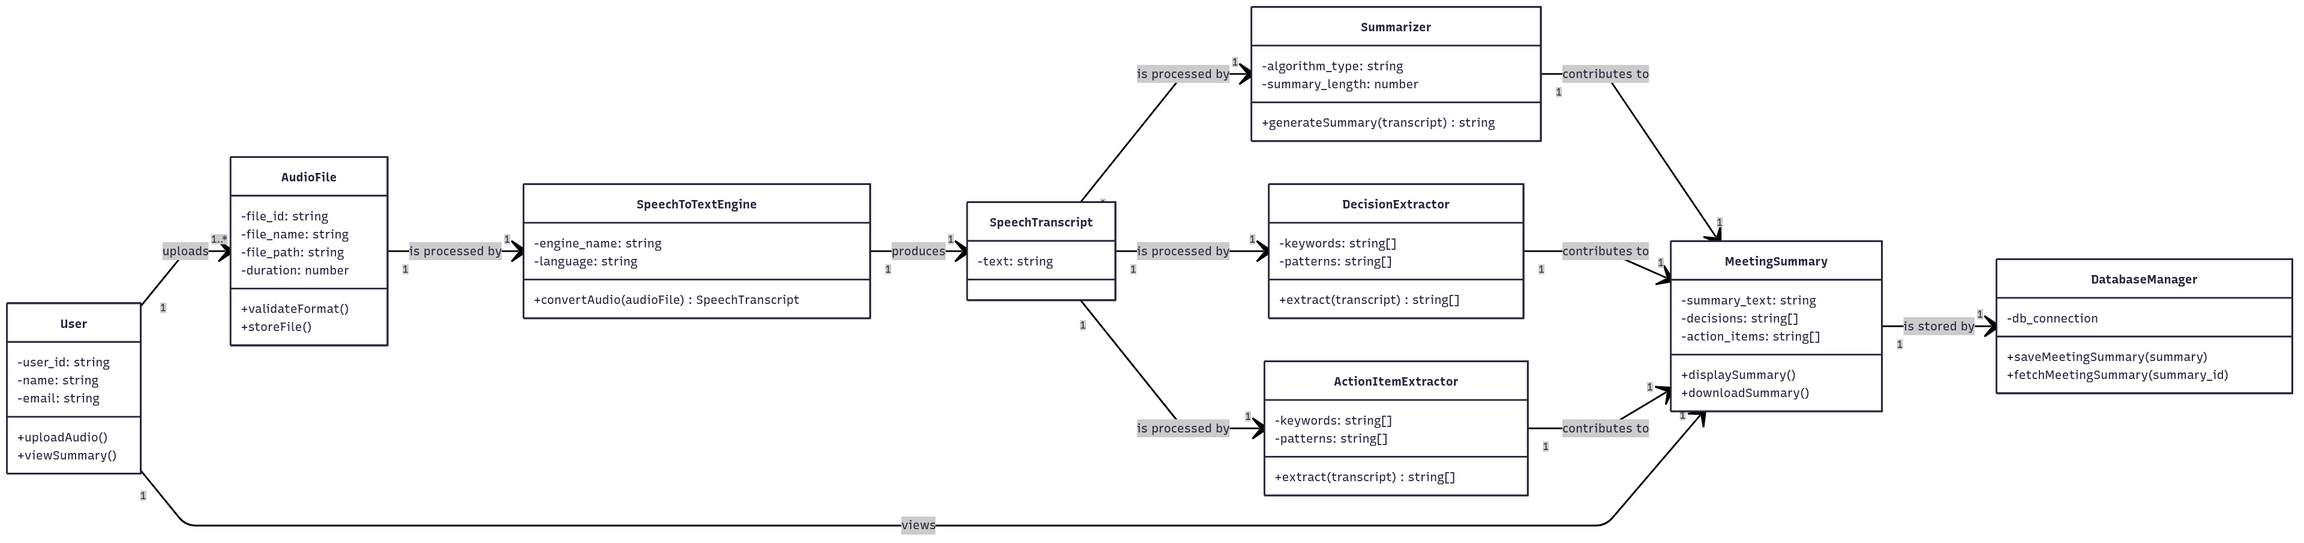 Summarizer
-algorithm_type: string
-summary_length: number
+generateSummary(transcript) : string
is processed by
1
contributes to
1
1
AudioFile
-file_id: string
-file_name: string
-file_path: string
-duration: number
+validateFormat()
+storeFile()
uploads
1..*
1
is processed by
1
1
SpeechToTextEngine
-engine_name: string
-language: string
+convertAudio(audioFile) : SpeechTranscript
produces
1
1
SpeechTranscript
-text: string
is processed by
1
1
DecisionExtractor
-keywords: string[]
-patterns: string[]
+extract(transcript) : string[]
contributes to
1
1
MeetingSummary
-summary_text: string
-decisions: string[]
-action_items: string[]
+displaySummary()
+downloadSummary()
is stored by
1
1
DatabaseManager
-db_connection
+saveMeetingSummary(summary)
+fetchMeetingSummary(summary_id)
User
-user_id: string
-name: string
-email: string
+uploadAudio()
+viewSummary()
1
is processed by
1
ActionItemExtractor
-keywords: string[]
-patterns: string[]
+extract(transcript) : string[]
contributes to
1
1
1
views
1